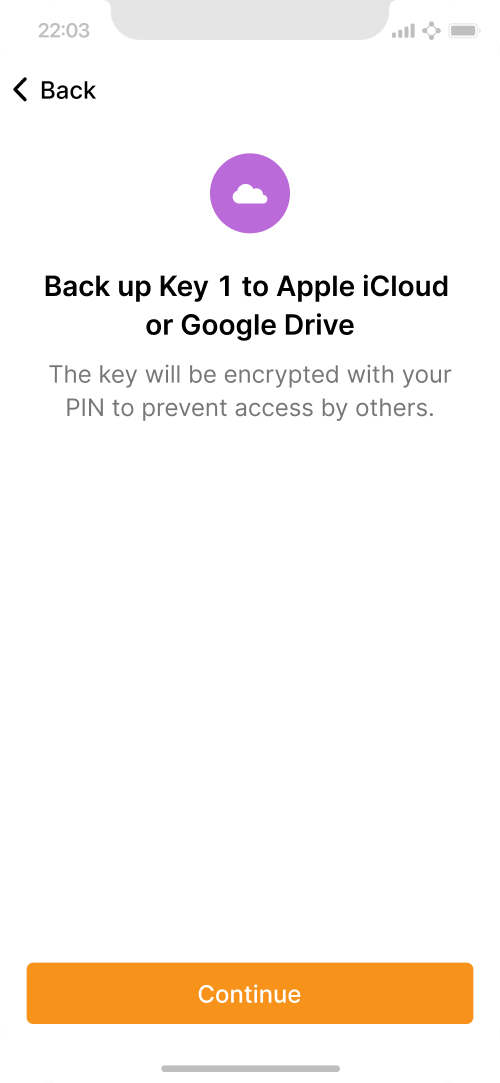 22:03
Back
Back up Key 1 to Apple iCloud
or Google Drive
The key will be encrypted with your
PIN to prevent access by others.
Continue